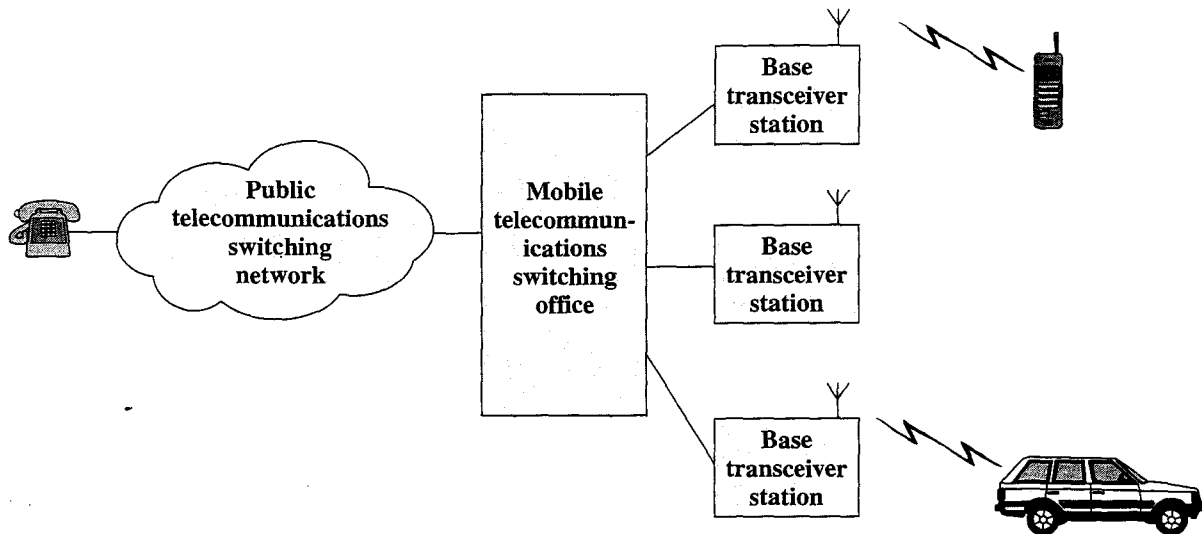 Public
telecommunications
switching
network
Mobile
telecommun-
ications
switching
office
Base
transceiver
station
Base
transceiver
station
Base
transceiver
station